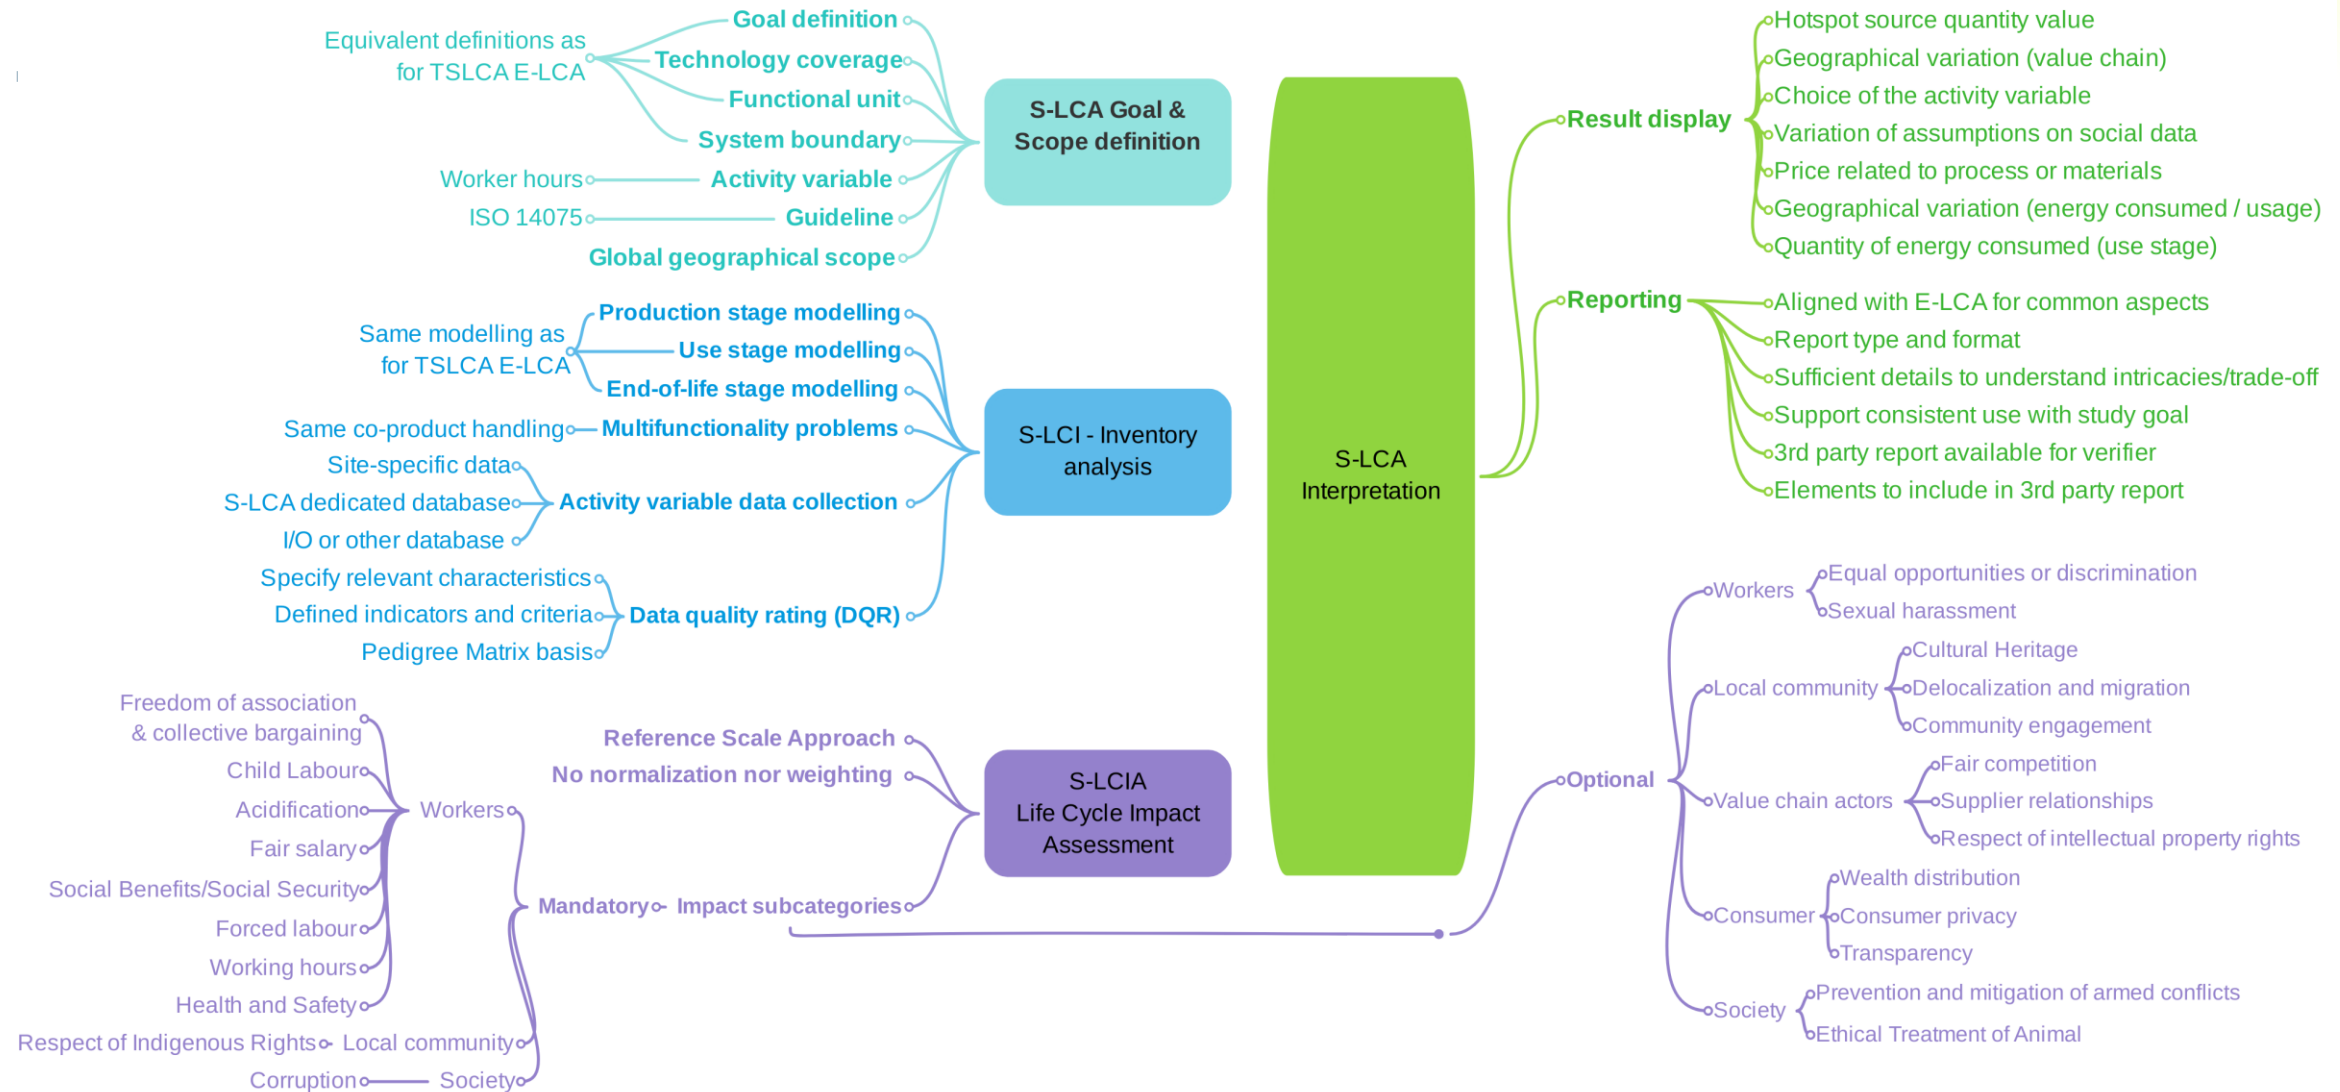 Equivalent definitions as
for TSLCA E-LCA
Goal definition
Technology coverage
Functional unit
System boundary
Worker hours
Activity variable
ISO 14075
Guideline
Global geographical scope
S-LCA Goal &
Scope definition
Same modelling as
for TSLCA E-LCA
Production stage modelling
Use stage modelling
End-of-life stage modelling
Same co-product handling
Multifunctionality problems
Site-specific data
S-LCA dedicated database
I/O or other database
Activity variable data collection
Specify relevant characteristics
Defined indicators and criteria
Pedigree Matrix basis
Data quality rating (DQR)
S-LCI - Inventory
analysis
Freedom of association
& collective bargaining
Child Labour
Acidification
Fair salary
Social Benefits/Social Security
Forced labour
Working hours
Health and Safety
Workers
Respect of Indigenous Rights
Local community
Corruption
Society
Mandatory
Impact subcategories
Reference Scale Approach
No normalization nor weighting
S-LCIA
Life Cycle Impact
Assessment
S-LCA
Interpretation
Result display
Hotspot source quantity value
Geographical variation (value chain)
Choice of the activity variable
Variation of assumptions on social data
Price related to process or materials
Geographical variation (energy consumed / usage)
Quantity of energy consumed (use stage)
Reporting
Aligned with E-LCA for common aspects
Report type and format
Sufficient details to understand intricacies/trade-off
Support consistent use with study goal
3rd party report available for verifier
Elements to include in 3rd party report
Optional
Workers
Equal opportunities or discrimination
Sexual harassment
Local community
Cultural Heritage
Delocalization and migration
Community engagement
Value chain actors
Fair competition
Supplier relationships
Respect of intellectual property rights
Consumer
Wealth distribution
Consumer privacy
Transparency
Society
Prevention and mitigation of armed conflicts
Ethical Treatment of Animal